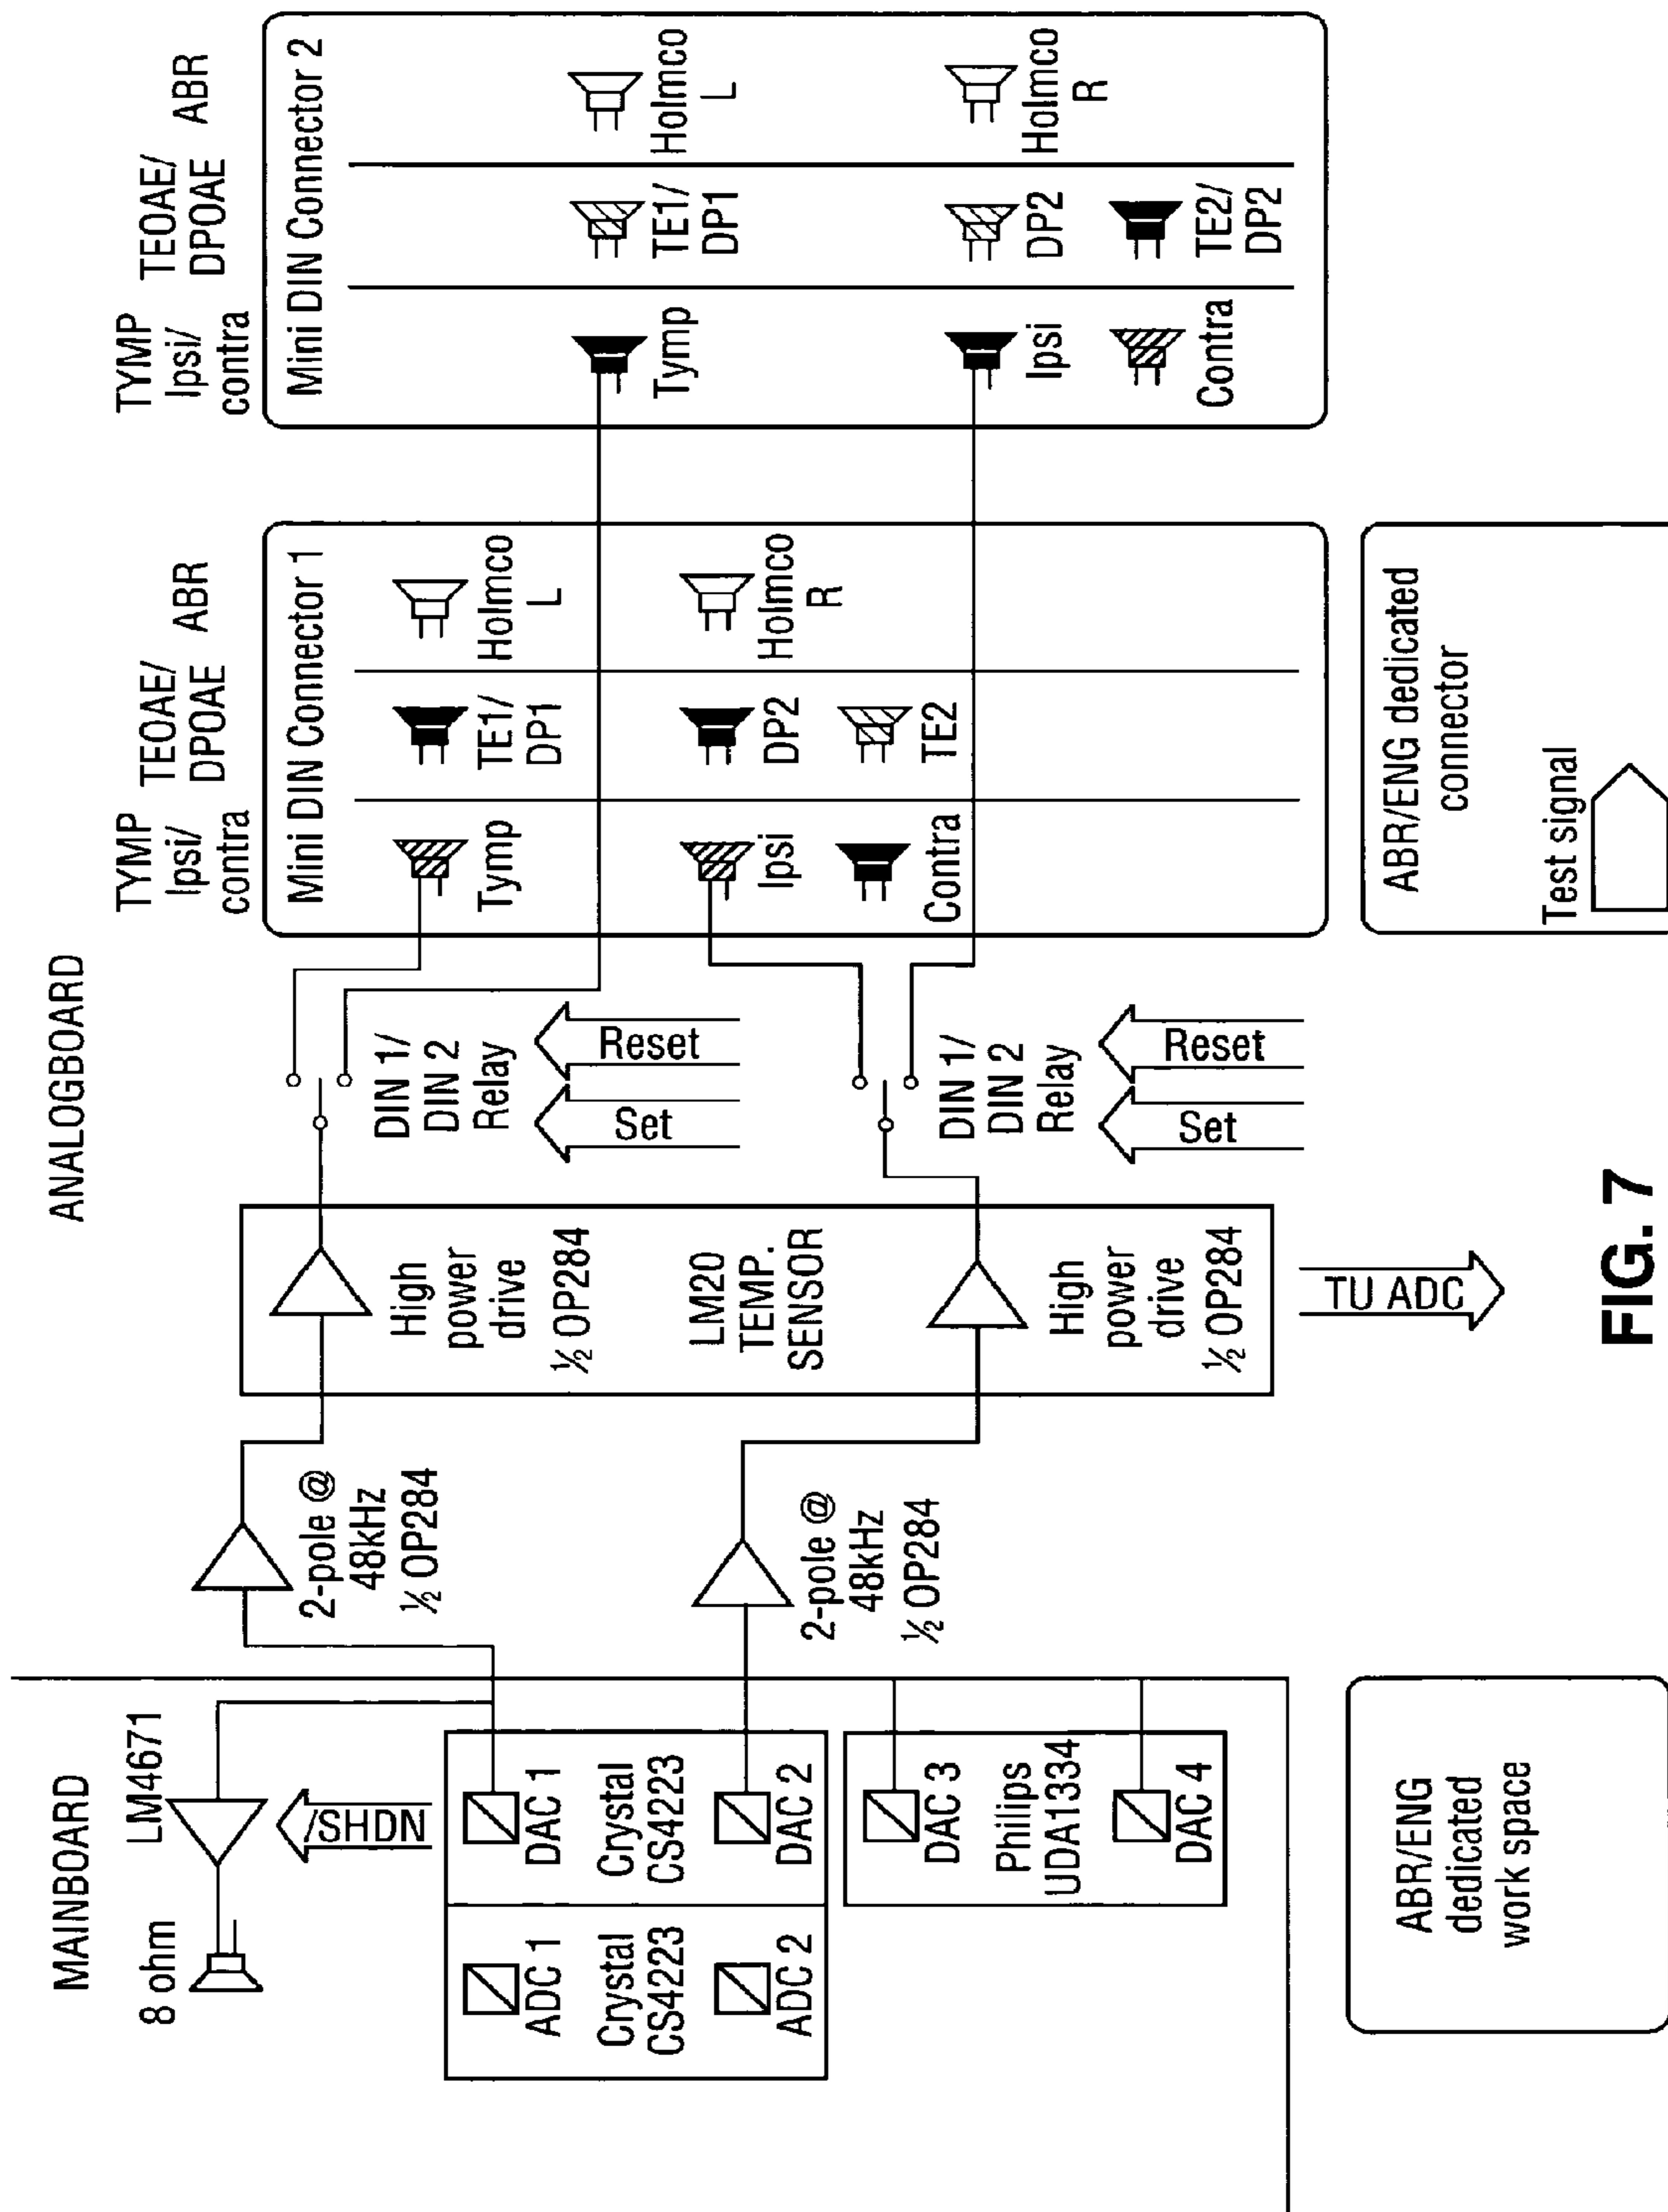 MAINBOARD
8 ohm
LM4671
/SHDN
ADC 1
Crystal
CS4223
ADC 2
DAC 1
Crystal
CS4223
DAC 2
DAC 3
Philips
UDA1334
DAC 4
ABR/ENG
dedicated
work space
ANALOGBOARD
2-pole @
48kHz
½ OP284
2-pole @
48kHz
½ OP284
High
power
drive
½ OP284
LM20
TEMP.
SENSOR
High
power
drive
½ OP284
TU ADC
DIN 1/
DIN 2
Relay
Set
Reset
DIN 1/
DIN 2
Relay
Set
Reset
TYMP
Ipsi/
contra
TEOAE/
DPOAE
ABR
Mini DIN Connector 1
Tymp
TE1/
DP1
Holmco
L
Ipsi
DP2
Holmco
R
Contra
TE2
ABR/ENG dedicated
connector
Test signal
TYMP
Ipsi/
contra
TEOAE/
DPOAE
ABR
Mini DIN Connector 2
Tymp
TE1/
DP1
Holmco
L
Ipsi
DP2
Holmco
R
Contra
TE2/
DP2
FIG. 7